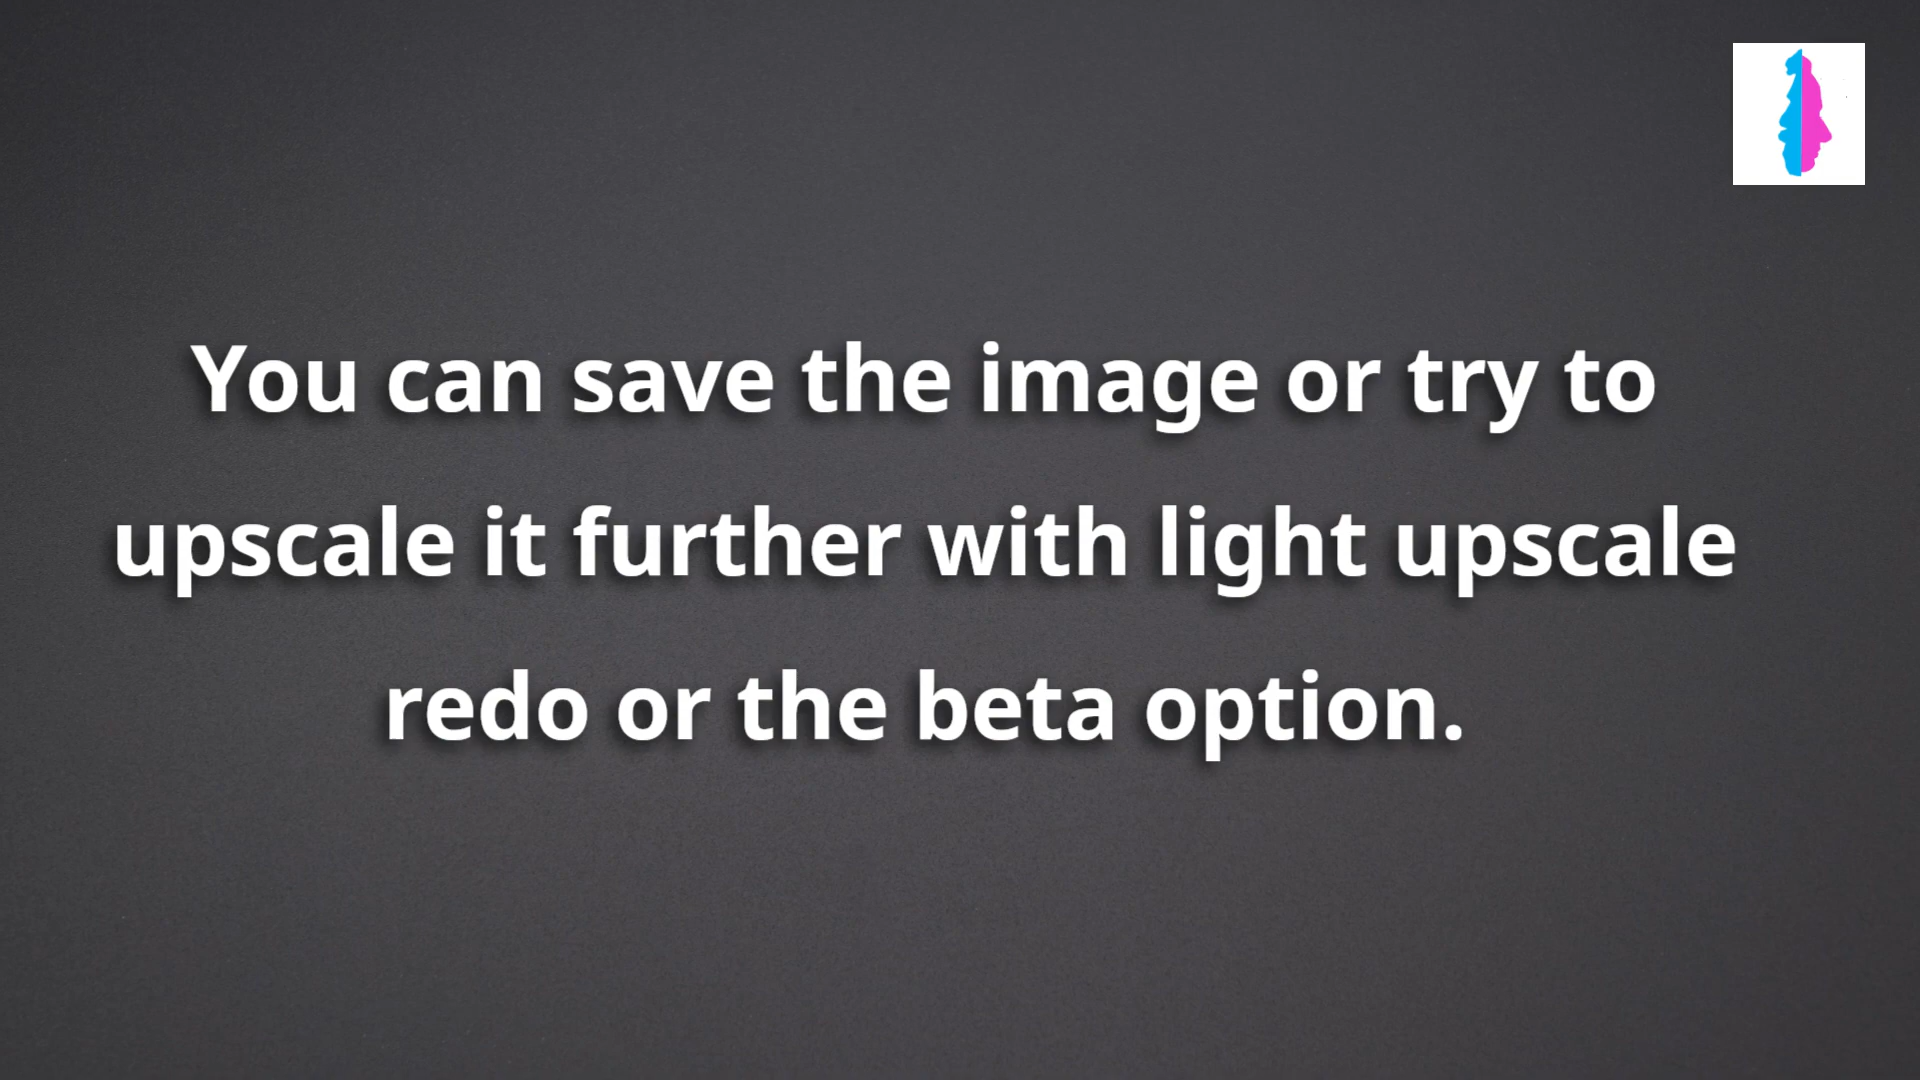 You can save the image or try to
upscale it further with light upscale
redo or the beta option.